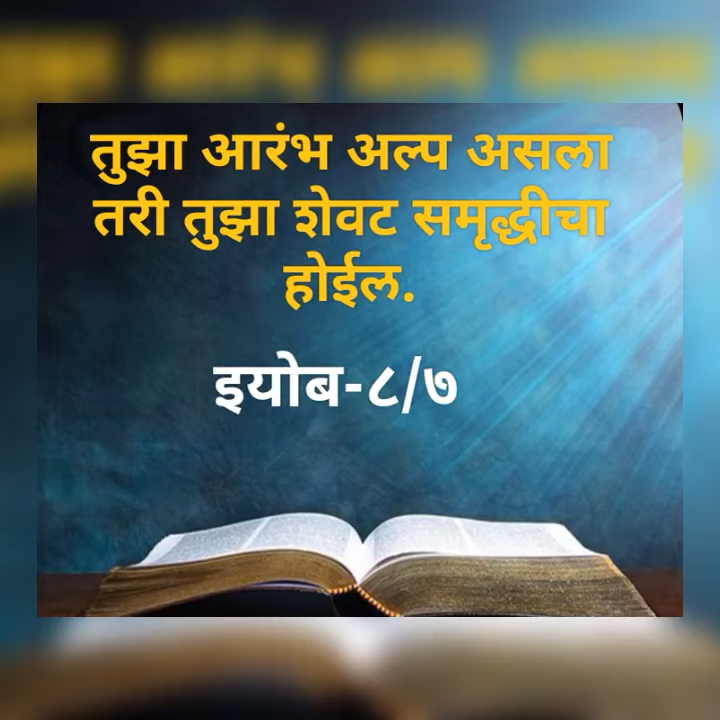 तुझा आरंभ अल्प असला
तरी तुझा शेवट समृद्धीचा
होईल.
इयोब-८/७